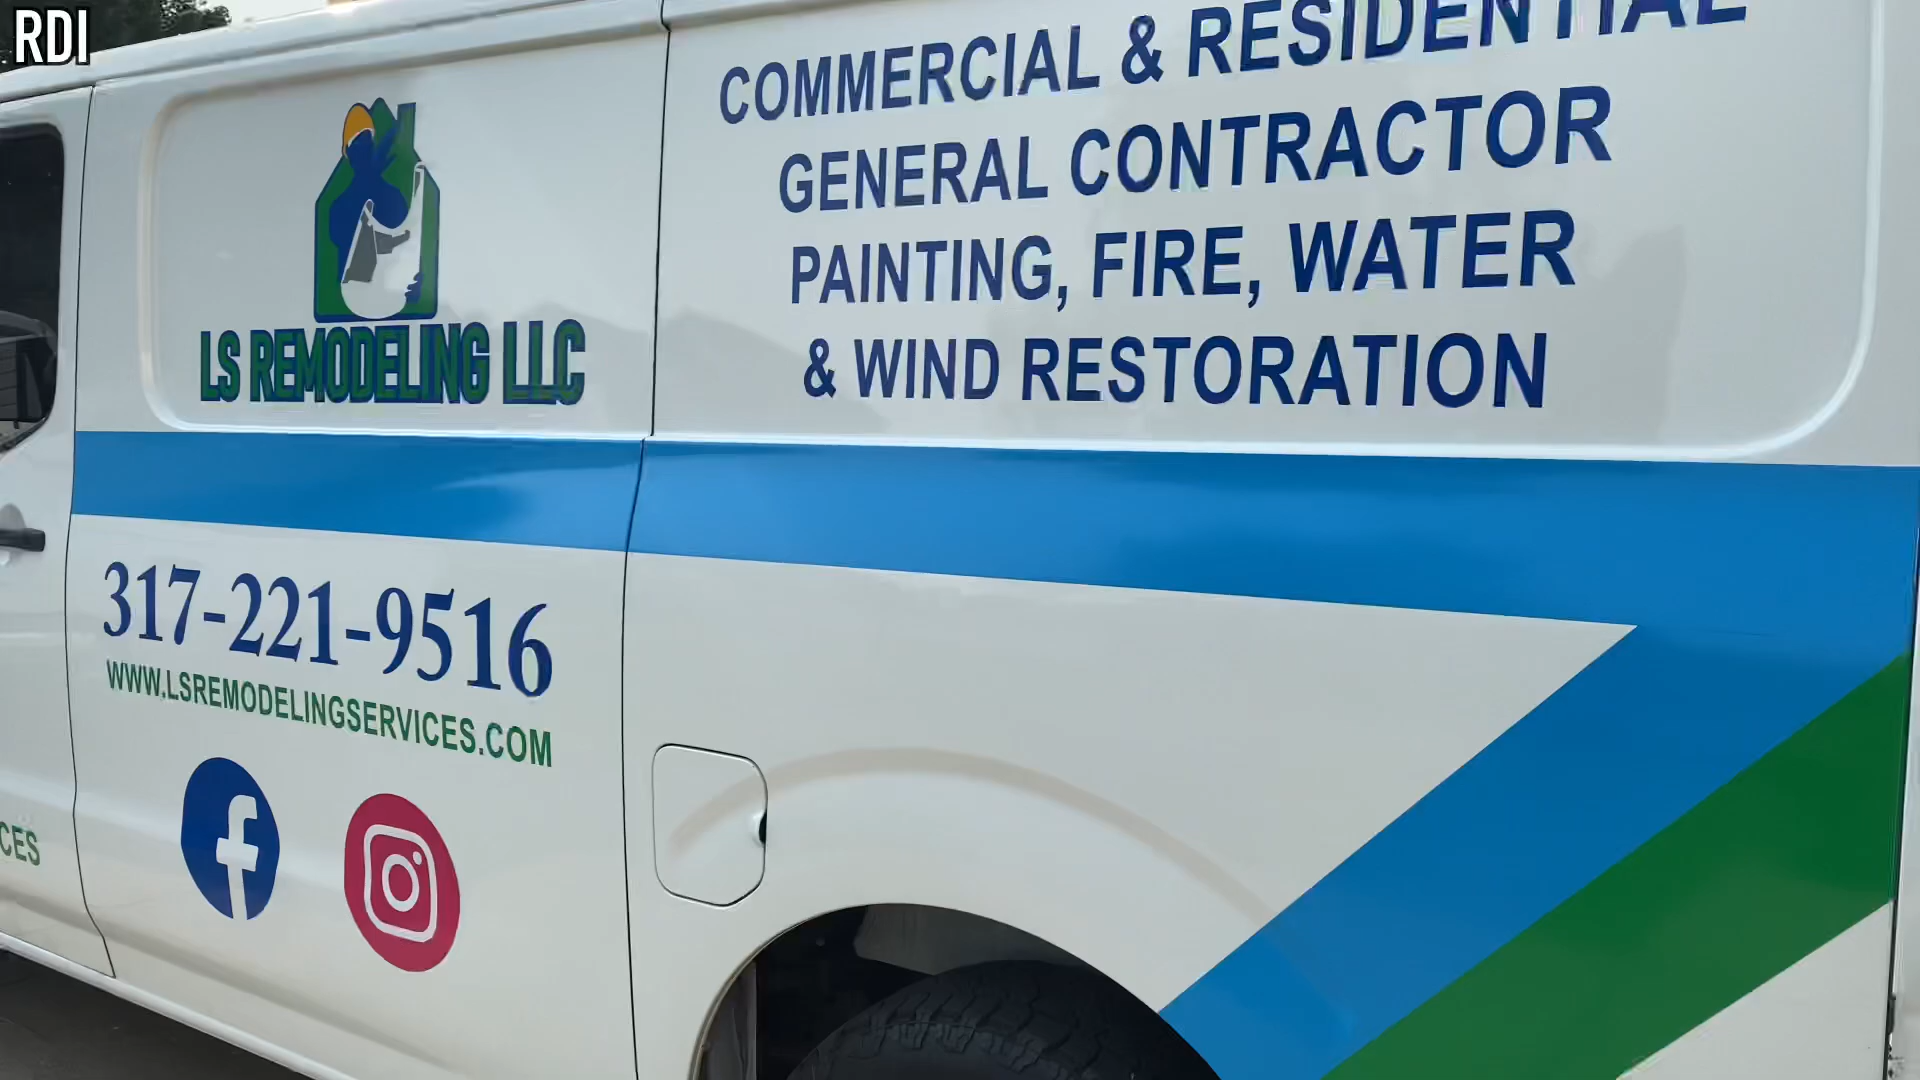 RDI
COMMERCIAL & RESIDENTIAL
GENERAL CONTRACTOR
PAINTING, FIRE, WATER
& WIND RESTORATION
LS REMODELING LLC
317-221-9516
WWW.LSREMODELINGSERVICES.COM
CES